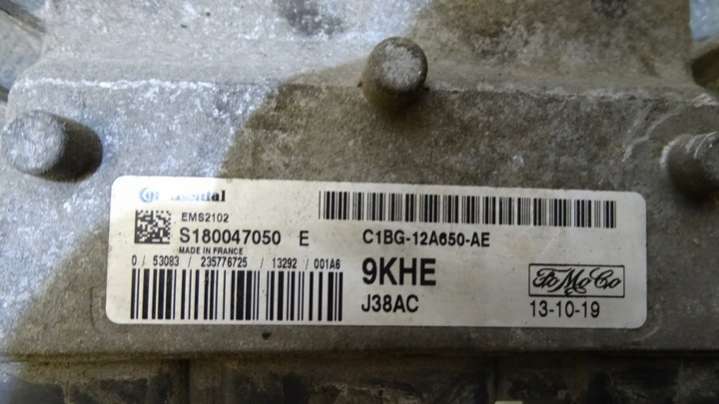 Continental
EMS2102
S180047050 E
MADE IN FRANCE
0 / 53083 / 235776725 / 13292 / 001A6
C1BG-12A650-AE
9KHE
J38AC
FoMoCo
13-10-19